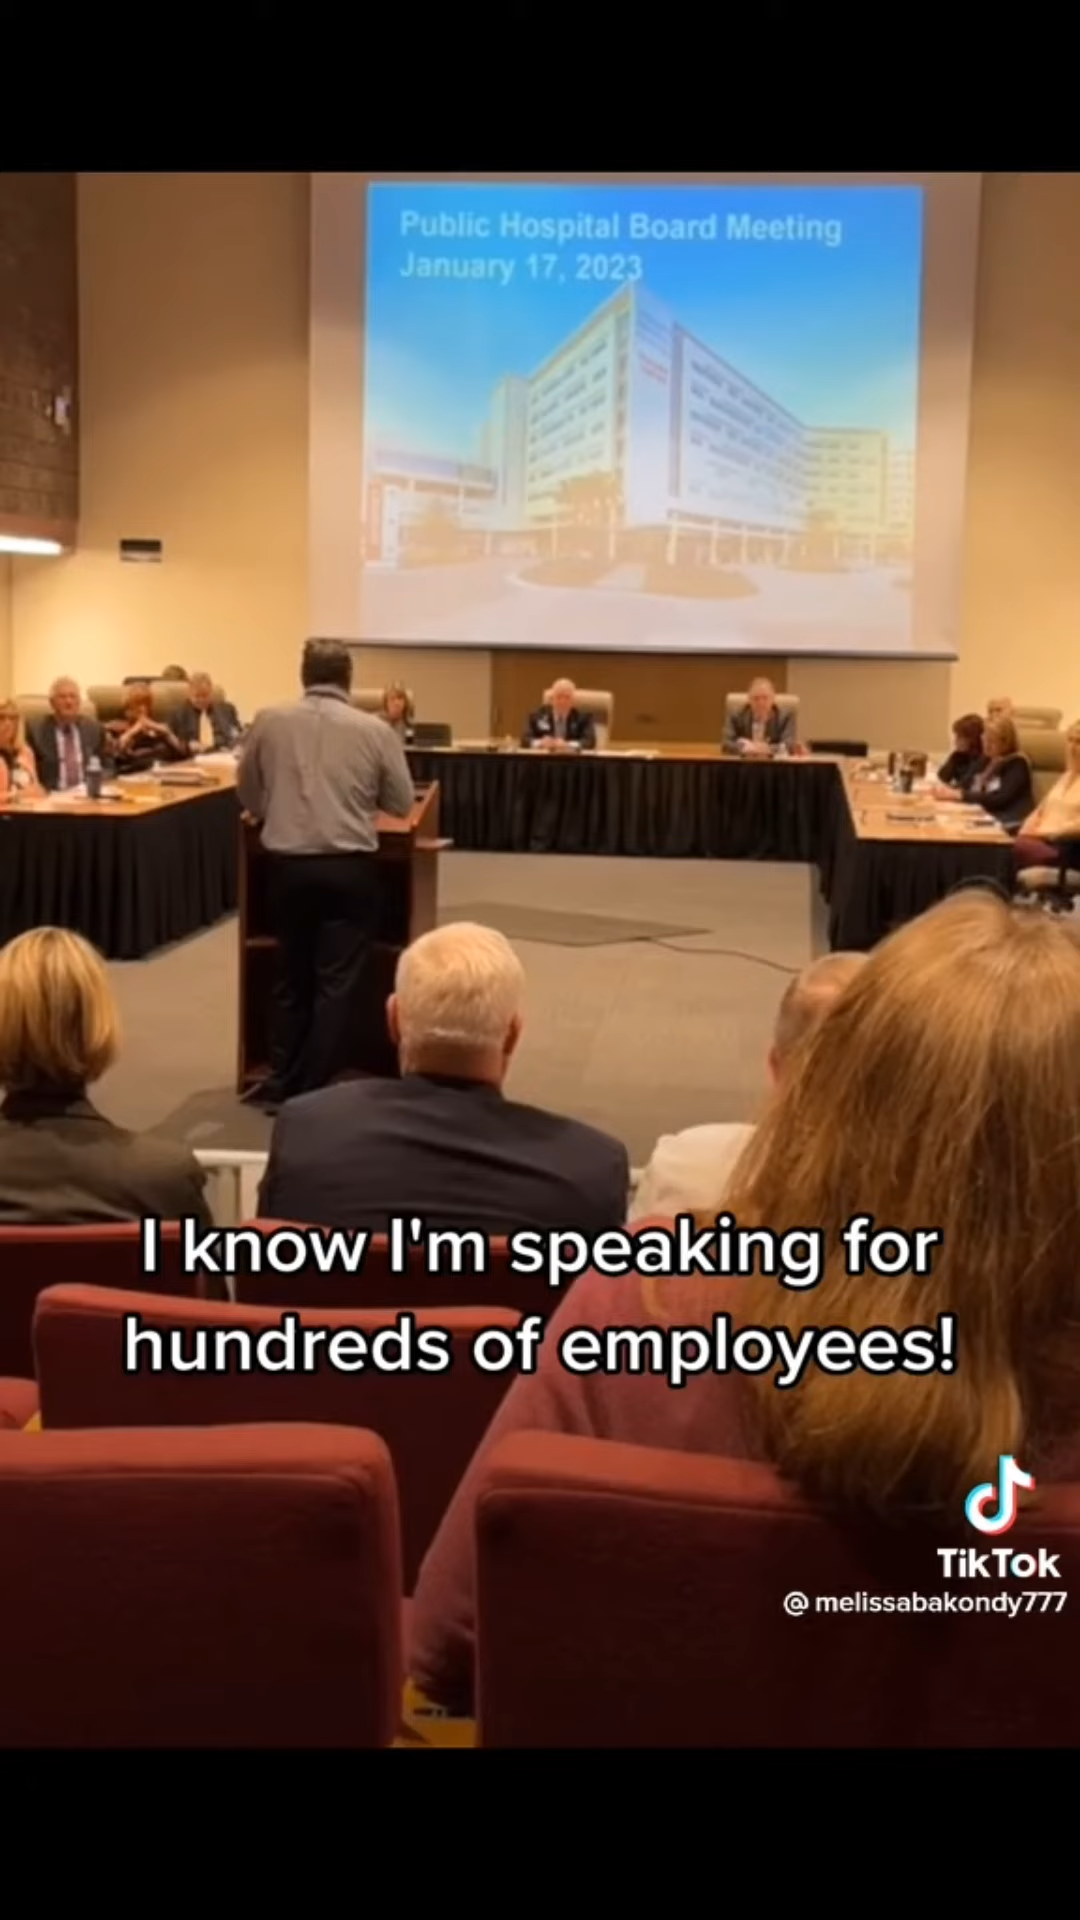 Public Hospital Board Meeting
January 17, 2023
I know I'm speaking for
hundreds of employees!
TikTok
@melissabakondy777